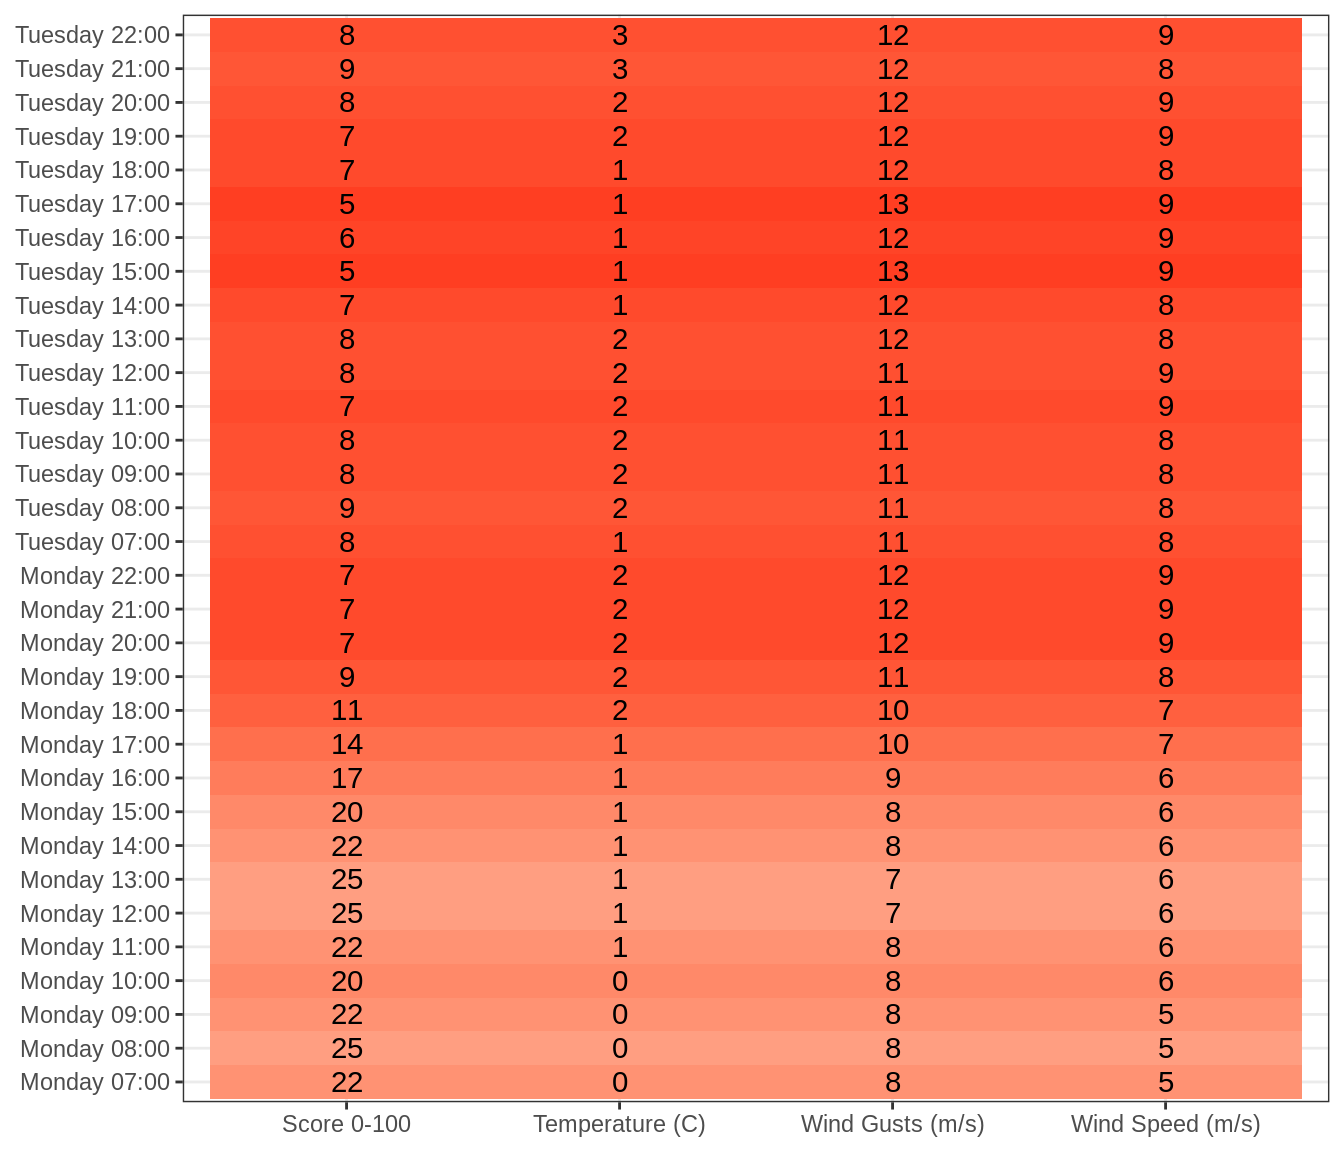 Tuesday 22:00 8 3 12 9
Tuesday 21:00 9 3 12 8
Tuesday 20:00 8 2 12 9
Tuesday 19:00 7 2 12 9
Tuesday 18:00 7 1 12 8
Tuesday 17:00 5 1 13 9
Tuesday 16:00 6 1 12 9
Tuesday 15:00 5 1 13 9
Tuesday 14:00 7 1 12 8
Tuesday 13:00 8 2 12 8
Tuesday 12:00 8 2 11 9
Tuesday 11:00 7 2 11 9
Tuesday 10:00 8 2 11 8
Tuesday 09:00 8 2 11 8
Tuesday 08:00 9 2 11 8
Tuesday 07:00 8 1 11 8
Monday 22:00 7 2 12 9
Monday 21:00 7 2 12 9
Monday 20:00 7 2 12 9
Monday 19:00 9 2 11 8
Monday 18:00 11 2 10 7
Monday 17:00 14 1 10 7
Monday 16:00 17 1 9 6
Monday 15:00 20 1 8 6
Monday 14:00 22 1 8 6
Monday 13:00 25 1 7 6
Monday 12:00 25 1 7 6
Monday 11:00 22 1 8 6
Monday 10:00 20 0 8 6
Monday 09:00 22 0 8 5
Monday 08:00 25 0 8 5
Monday 07:00 22 0 8 5
Score 0-100 Temperature (C) Wind Gusts (m/s) Wind Speed (m/s)